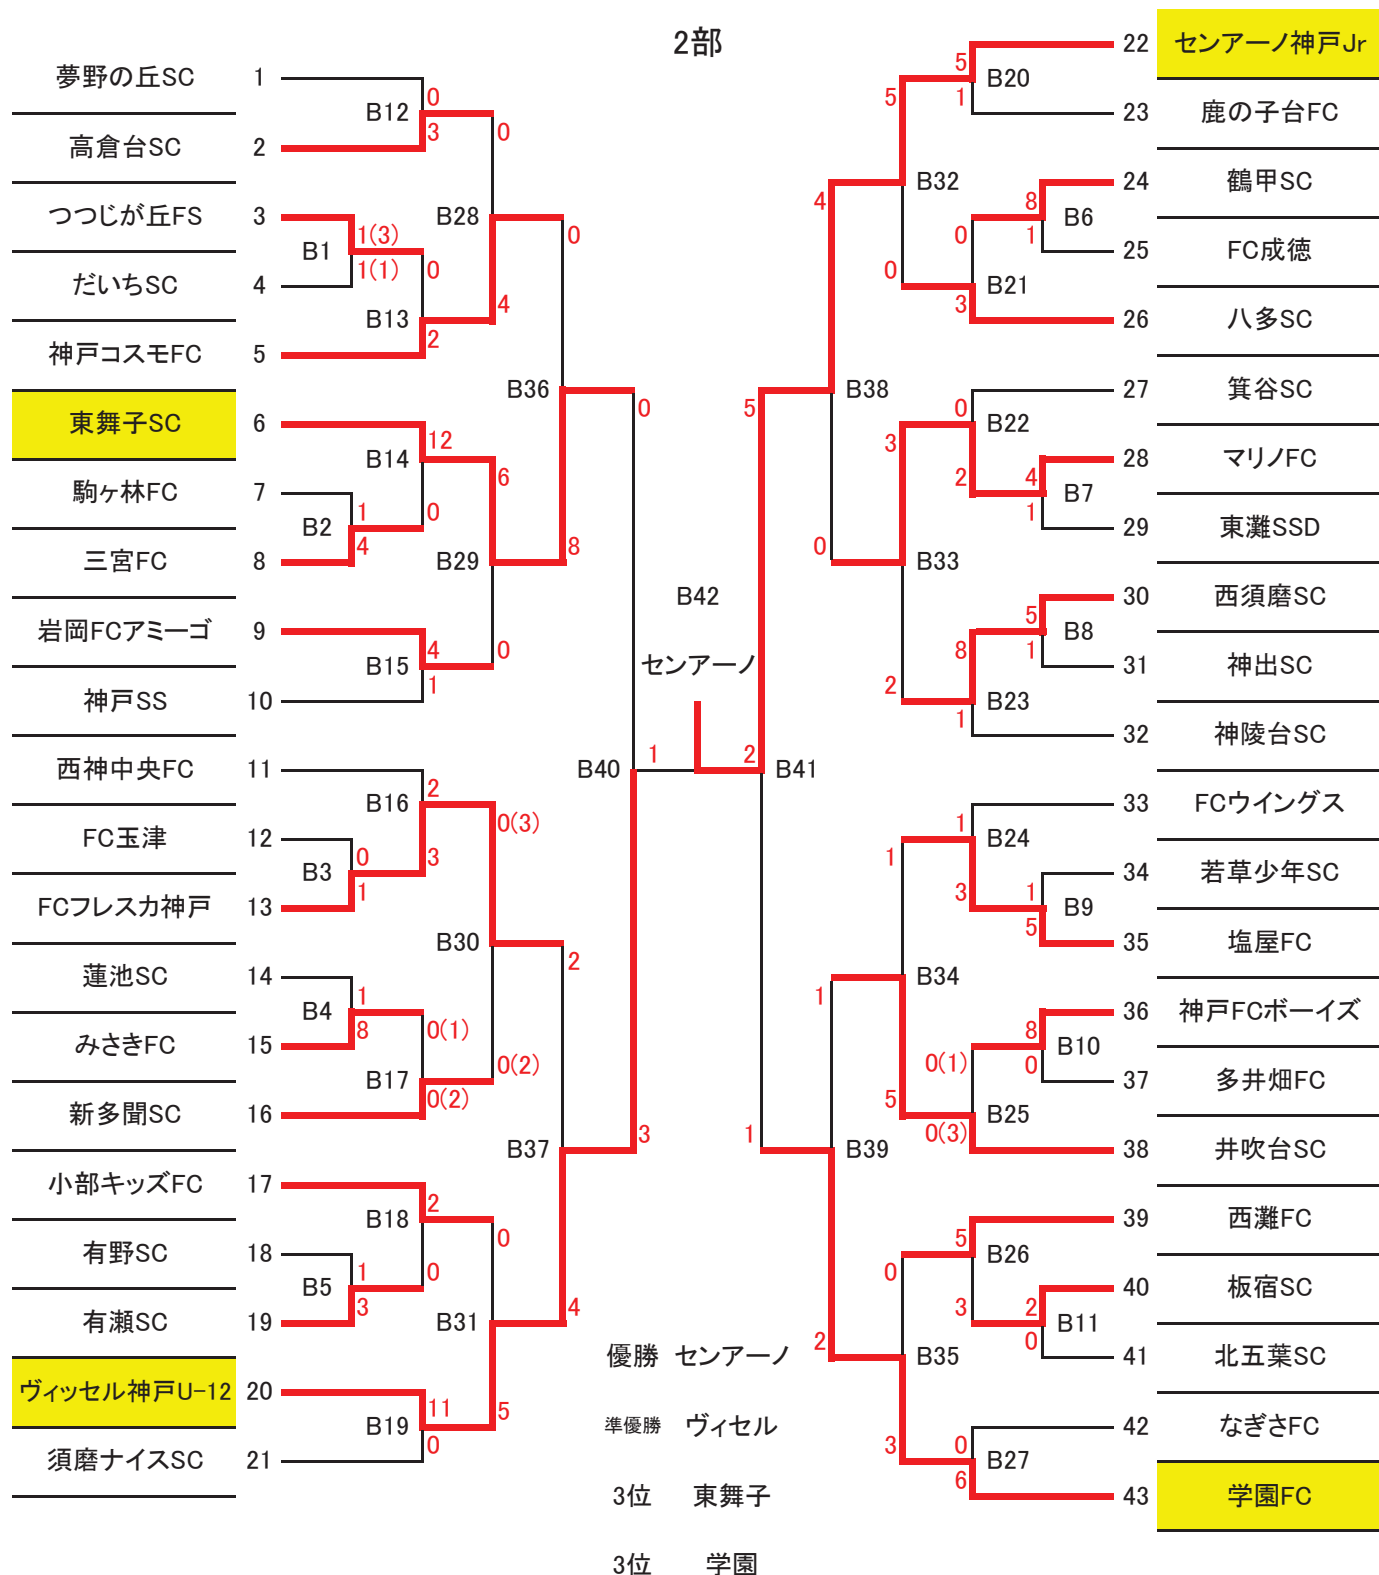 2部
夢野の丘SC 1
高倉台SC 2
つつじが丘FS 3
だいちSC 4
神戸コスモFC 5
東舞子SC 6
駒ヶ林FC 7
三宮FC 8
岩岡FCアミーゴ 9
神戸SS 10
西神中央FC 11
FC玉津 12
FCフレスカ神戸 13
蓮池SC 14
みさきFC 15
新多聞SC 16
小部キッズFC 17
有野SC 18
有瀬SC 19
ヴィッセル神戸U-12 20
須磨ナイスSC 21
B1 1(3) 1(1)
B2 1 4
B3 0 1
B4 1 8
B5 1 3
B12 0 3
B13 0 2
B14 12 0
B15 4 1
B16 2 3
B17 0(1) 0(2)
B18 2 0
B19 11 0
B28 0 4
B29 6 0
B30 0(3) 0(2)
B31 0 5
B36 0 8
B37 2 4
B40 0 3
B42
センアーノ
1 2
B41 5 1
B38 4 0
B39 1 2
B32 5 0
B33 3 2
B34 1 5
B35 0 3
B20 5 1
B21 0 3
B22 0 2
B23 8 1
B24 1 3
B25 0(1) 0(3)
B26 5 3
B27 0 6
B6 8 1
B7 4 1
B8 5 1
B9 1 5
B10 8 0
B11 2 0
22 センアーノ神戸Jr
23 鹿の子台FC
24 鶴甲SC
25 FC成徳
26 八多SC
27 箕谷SC
28 マリノFC
29 東灘SSD
30 西須磨SC
31 神出SC
32 神陵台SC
33 FCウイングス
34 若草少年SC
35 塩屋FC
36 神戸FCボーイズ
37 多井畑FC
38 井吹台SC
39 西灘FC
40 板宿SC
41 北五葉SC
42 なぎさFC
43 学園FC
優勝 センアーノ
準優勝 ヴィセル
3位 東舞子
3位 学園